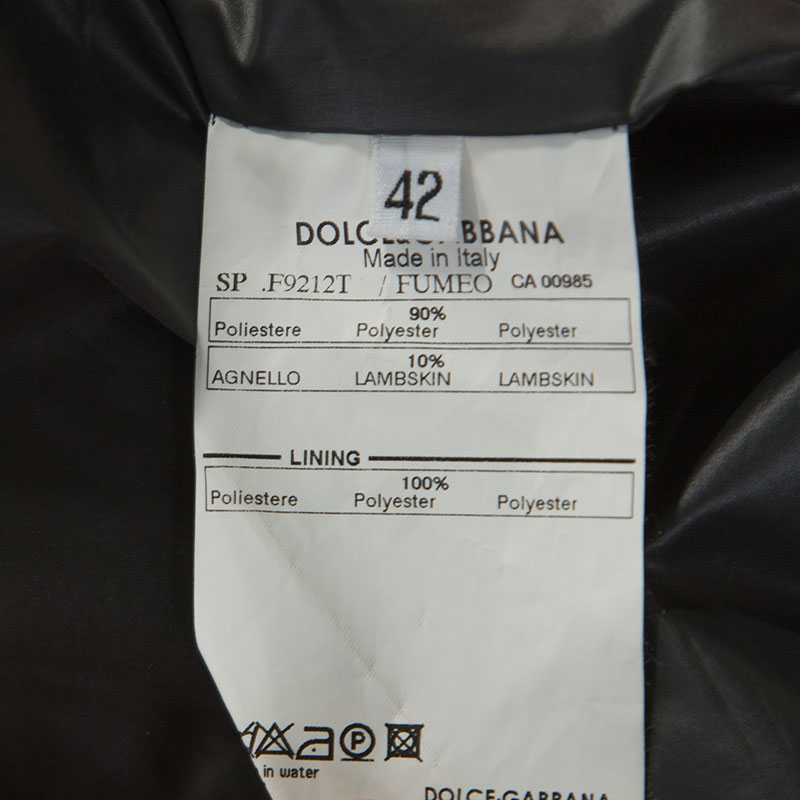 42
DOLCE&GABBANA
Made in Italy
SP .F9212T / FUMEO CA 00985
90%
Poliestere Polyester Polyester
10%
AGNELLO LAMBSKIN LAMBSKIN
LINING
100%
Poliestere Polyester Polyester
P
in water
DOLCE&GABBANA